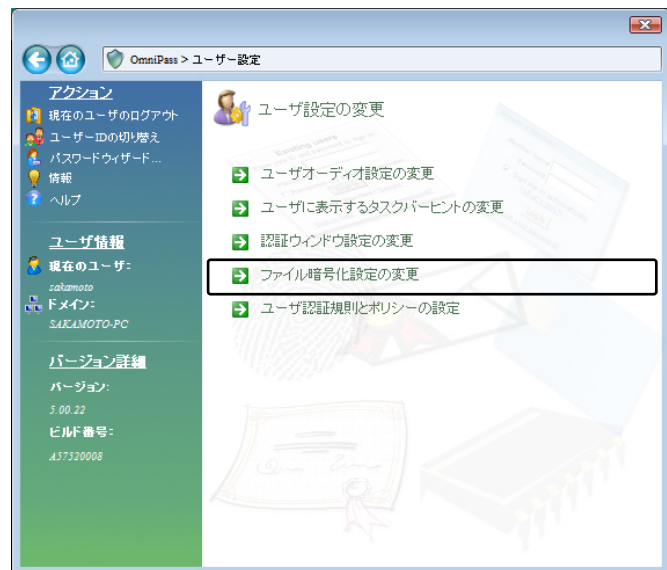 OmniPass > ユーザー設定
アクション
現在のユーザのログアウト
ユーザーIDの切り替え
パスワードウィザード...
情報
ヘルプ
ユーザ情報
現在のユーザ:
sakamoto
ドメイン:
SAKAMOTO-PC
バージョン詳細
バージョン:
5.00.22
ビルド番号:
A57520008
ユーザ設定の変更
ユーザオーディオ設定の変更
ユーザに表示するタスクバーヒントの変更
認証ウィンドウ設定の変更
ファイル暗号化設定の変更
ユーザ認証規則とポリシーの設定